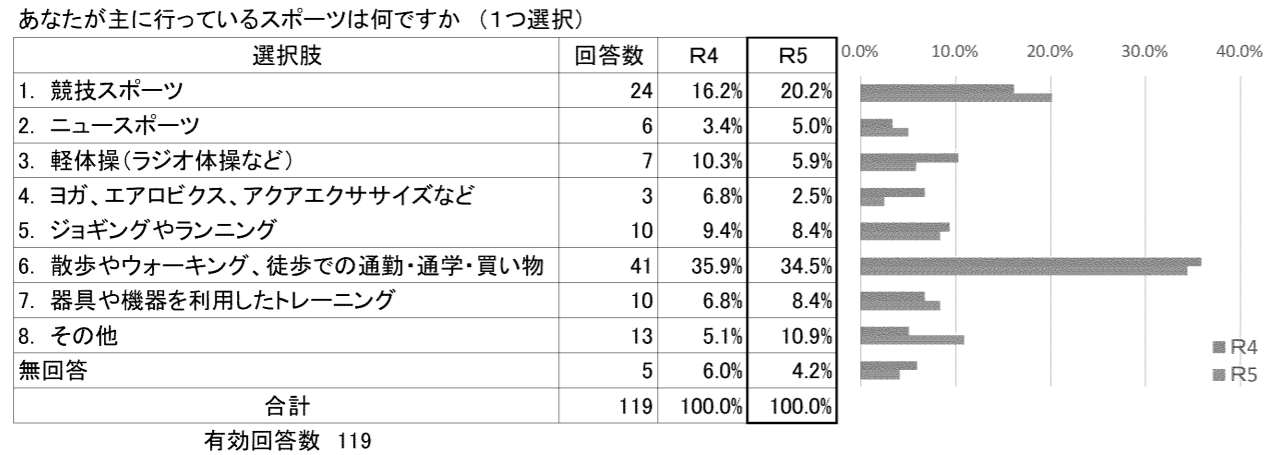 あなたが主に行っているスポーツは何ですか （１つ選択）
選択肢 回答数 R4 R5 0.0% 10.0% 20.0% 30.0% 40.0%
1. 競技スポーツ 24 16.2% 20.2%
2. ニュースポーツ 6 3.4% 5.0%
3. 軽体操（ラジオ体操など） 7 10.3% 5.9%
4. ヨガ、エアロビクス、アクアエクササイズなど 3 6.8% 2.5%
5. ジョギングやランニング 10 9.4% 8.4%
6. 散歩やウォーキング、徒歩での通勤・通学・買い物 41 35.9% 34.5%
7. 器具や機器を利用したトレーニング 10 6.8% 8.4%
8. その他 13 5.1% 10.9%
無回答 5 6.0% 4.2%
合計 119 100.0% 100.0%
R4
R5
有効回答数 119